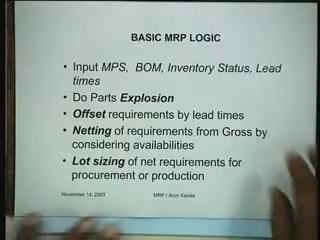 BASIC MRP LOGIC
• Input MPS, BOM, Inventory Status, Lead
times
• Do Parts Explosion
• Offset requirements by lead times
• Netting of requirements from Gross by
considering availabilities
• Lot sizing of net requirements for
procurement or production
November 14, 2003 MRP / Arun Kanda